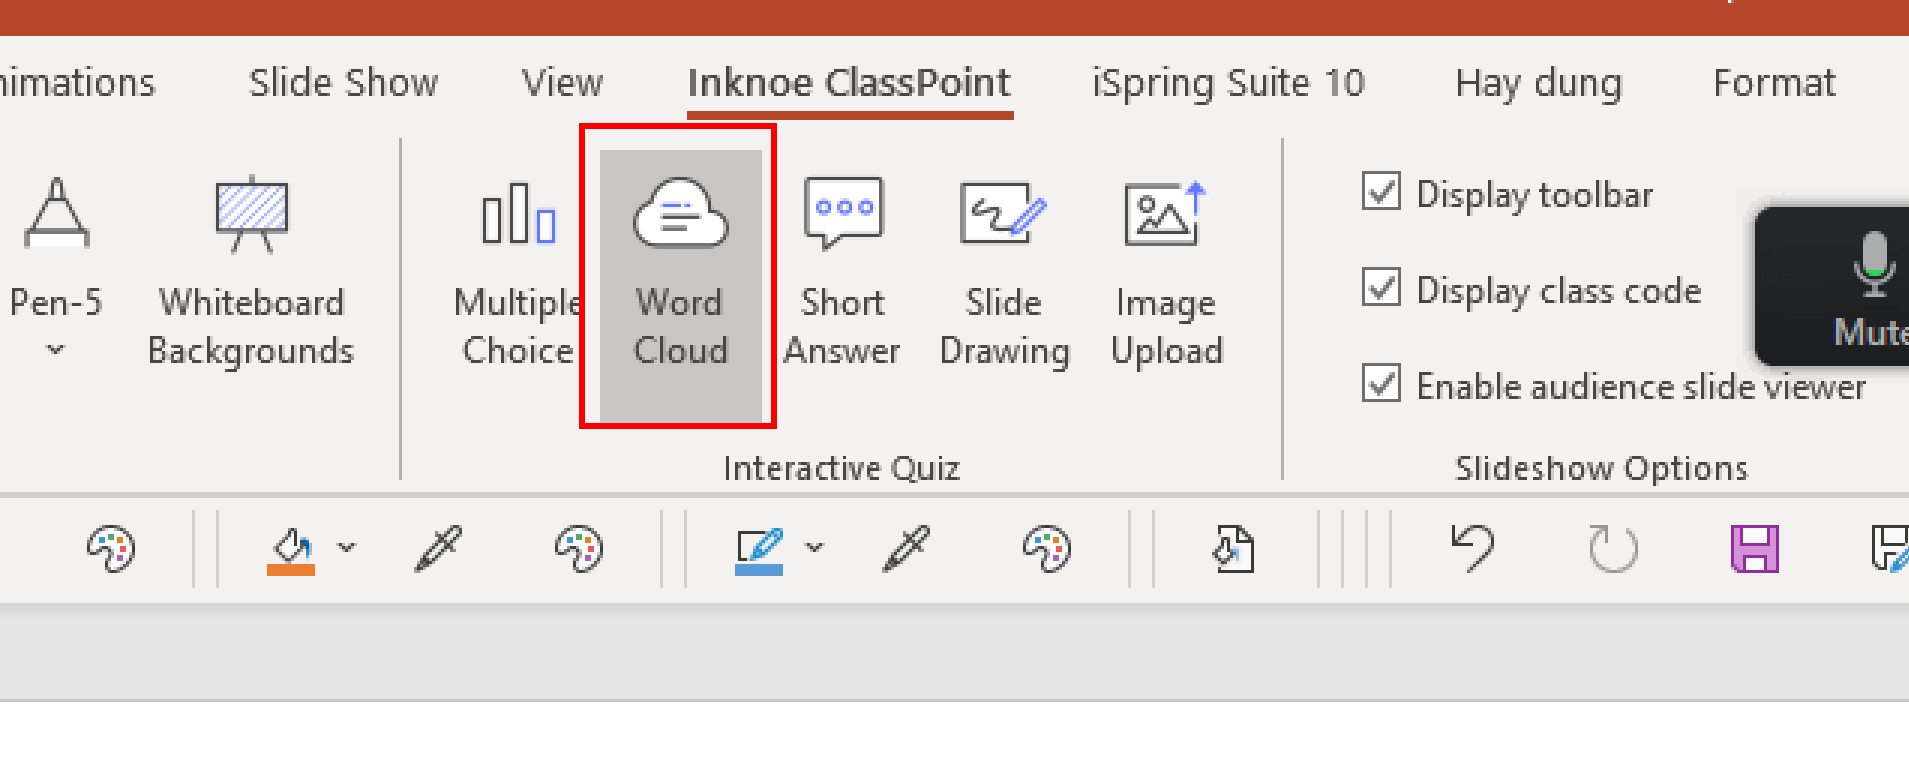 nimations Slide Show View Inknoe ClassPoint iSpring Suite 10 Hay dung Format
Pen-5
Whiteboard
Backgrounds
Multiple
Choice
Word
Cloud
Short
Answer
Slide
Drawing
Image
Upload
Interactive Quiz
Display toolbar
Display class code
Enable audience slide viewer
Slideshow Options
Mute